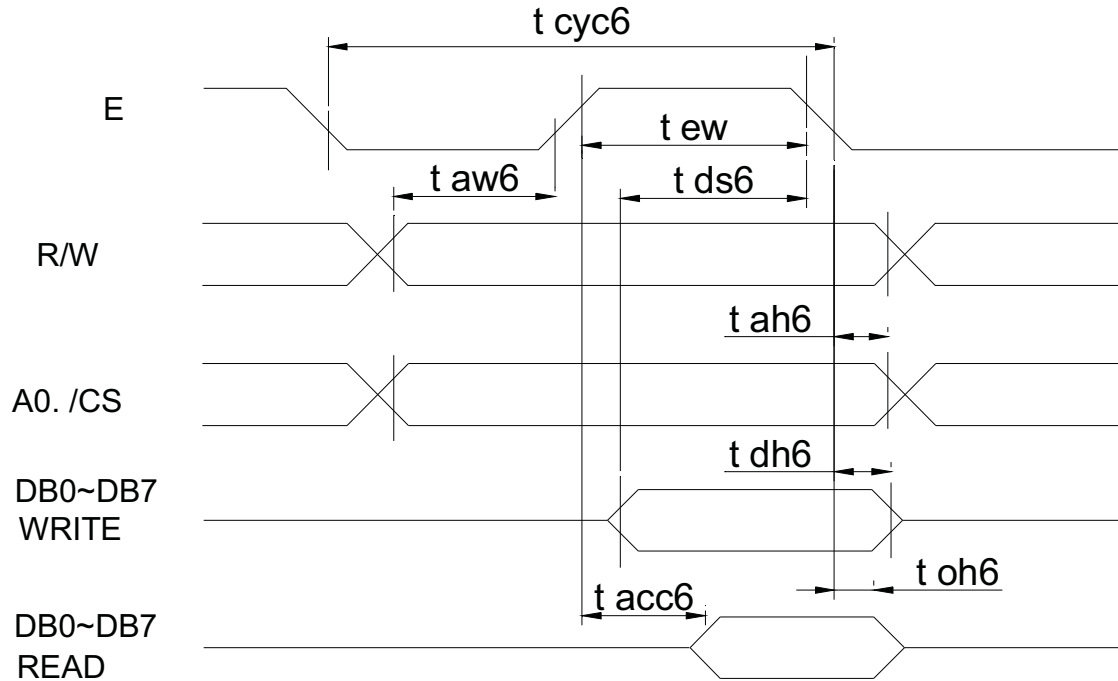 t cyc6
E
t ew
t aw6
t ds6
R/W
t ah6
A0. /CS
t dh6
DB0~DB7
WRITE
t oh6
t acc6
DB0~DB7
READ